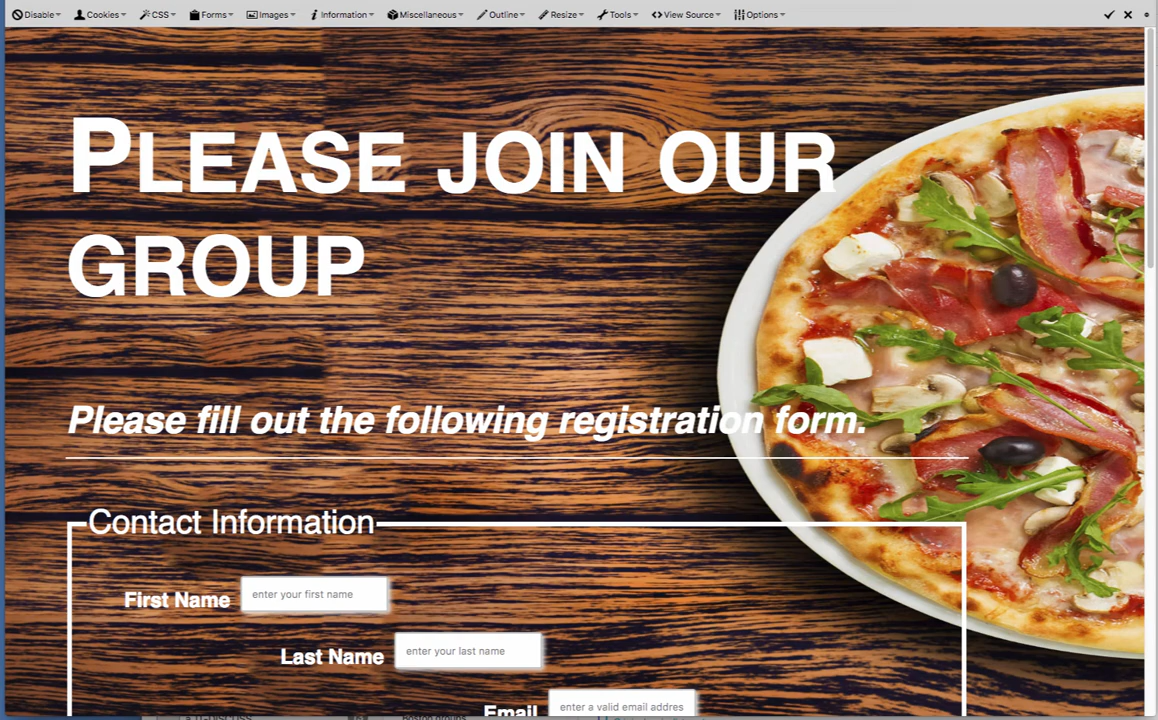 Disable Cookies CSS Forms Images Information Miscellaneous Outline Resize Tools View Source Options
PLEASE JOIN OUR
GROUP
Please fill out the following registration form.
Contact Information
First Name enter your first name
Last Name enter your last name
Email enter a valid email addres